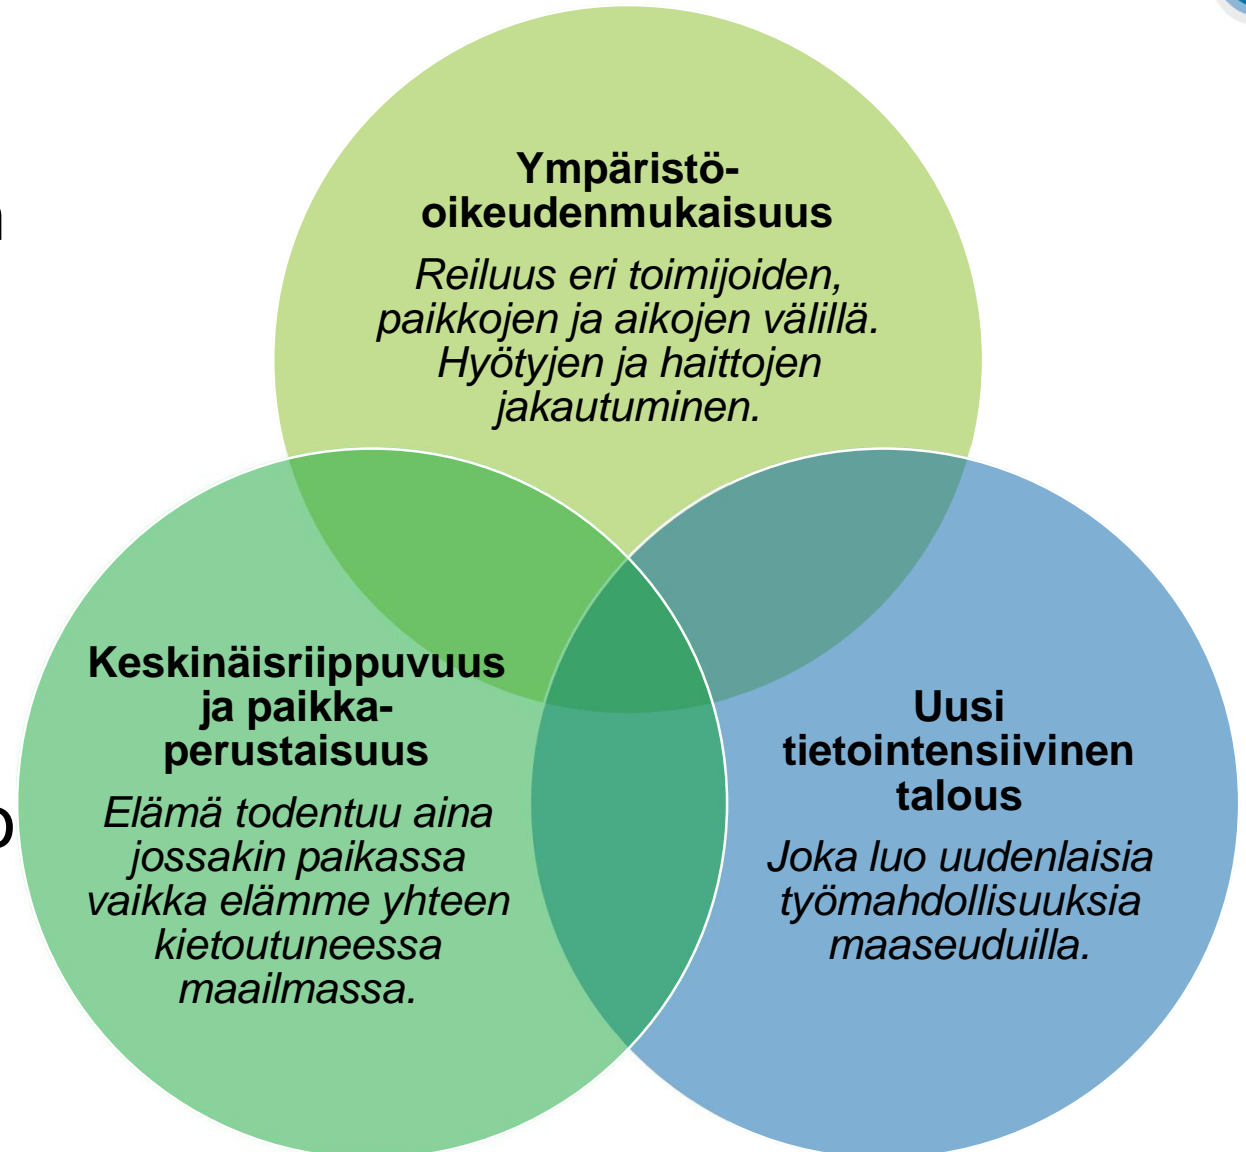 Ympäristö-
oikeudenmukaisuus
Reiluus eri toimijoiden,
paikkojen ja aikojen välillä.
Hyötyjen ja haittojen
jakautuminen.
Keskinäisriippuvuus
ja paikka-
perustaisuus
Elämä todentuu aina
jossakin paikassa
vaikka elämme yhteen
kietoutuneessa
maailmassa.
Uusi
tietointensiivinen
talous
Joka luo uudenlaisia
työmahdollisuuksia
maaseuduilla.